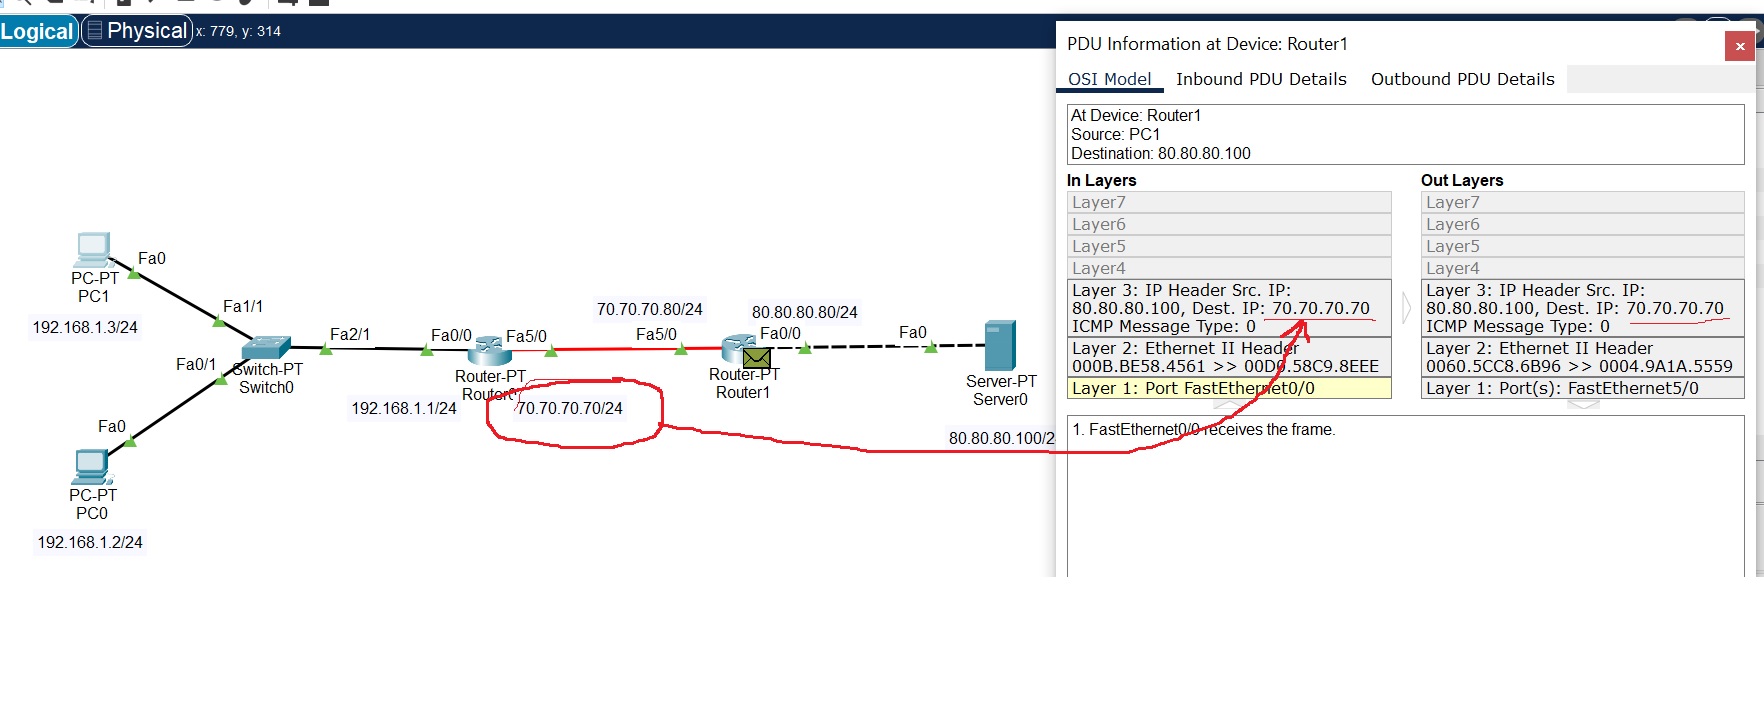 Logical
Physical
x: 779, y: 314
PDU Information at Device: Router1
x
OSI Model
Inbound PDU Details
Outbound PDU Details
At Device: Router1
Source: PC1
Destination: 80.80.80.100
In Layers
Out Layers
Layer7
Layer7
Layer6
Layer6
Layer5
Layer5
Layer4
Layer4
Layer 3: IP Header Src. IP:
80.80.80.100, Dest. IP: 70.70.70.70
ICMP Message Type: 0
Layer 3: IP Header Src. IP:
80.80.80.100, Dest. IP: 70.70.70.70
ICMP Message Type: 0
Layer 2: Ethernet II Header
000B.BE58.4561 >> 00D0.58C9.8EEE
Layer 2: Ethernet II Header
0060.5CC8.6B96 >> 0004.9A1A.5559
Layer 1: Port FastEthernet0/0
Layer 1: Port(s): FastEthernet5/0
1. FastEthernet0/0 receives the frame.
Fa0
PC-PT
PC1
192.168.1.3/24
Fa1/1
Fa0/1
Switch-PT
Switch0
Fa2/1
Fa0
PC-PT
PC0
192.168.1.2/24
Fa0/0
Fa5/0
Router-PT
192.168.1.1/24
70.70.70.70/24
70.70.70.80/24
80.80.80.80/24
Fa5/0
Fa0/0
Router-PT
Router1
Fa0
Server-PT
Server0
80.80.80.100/2